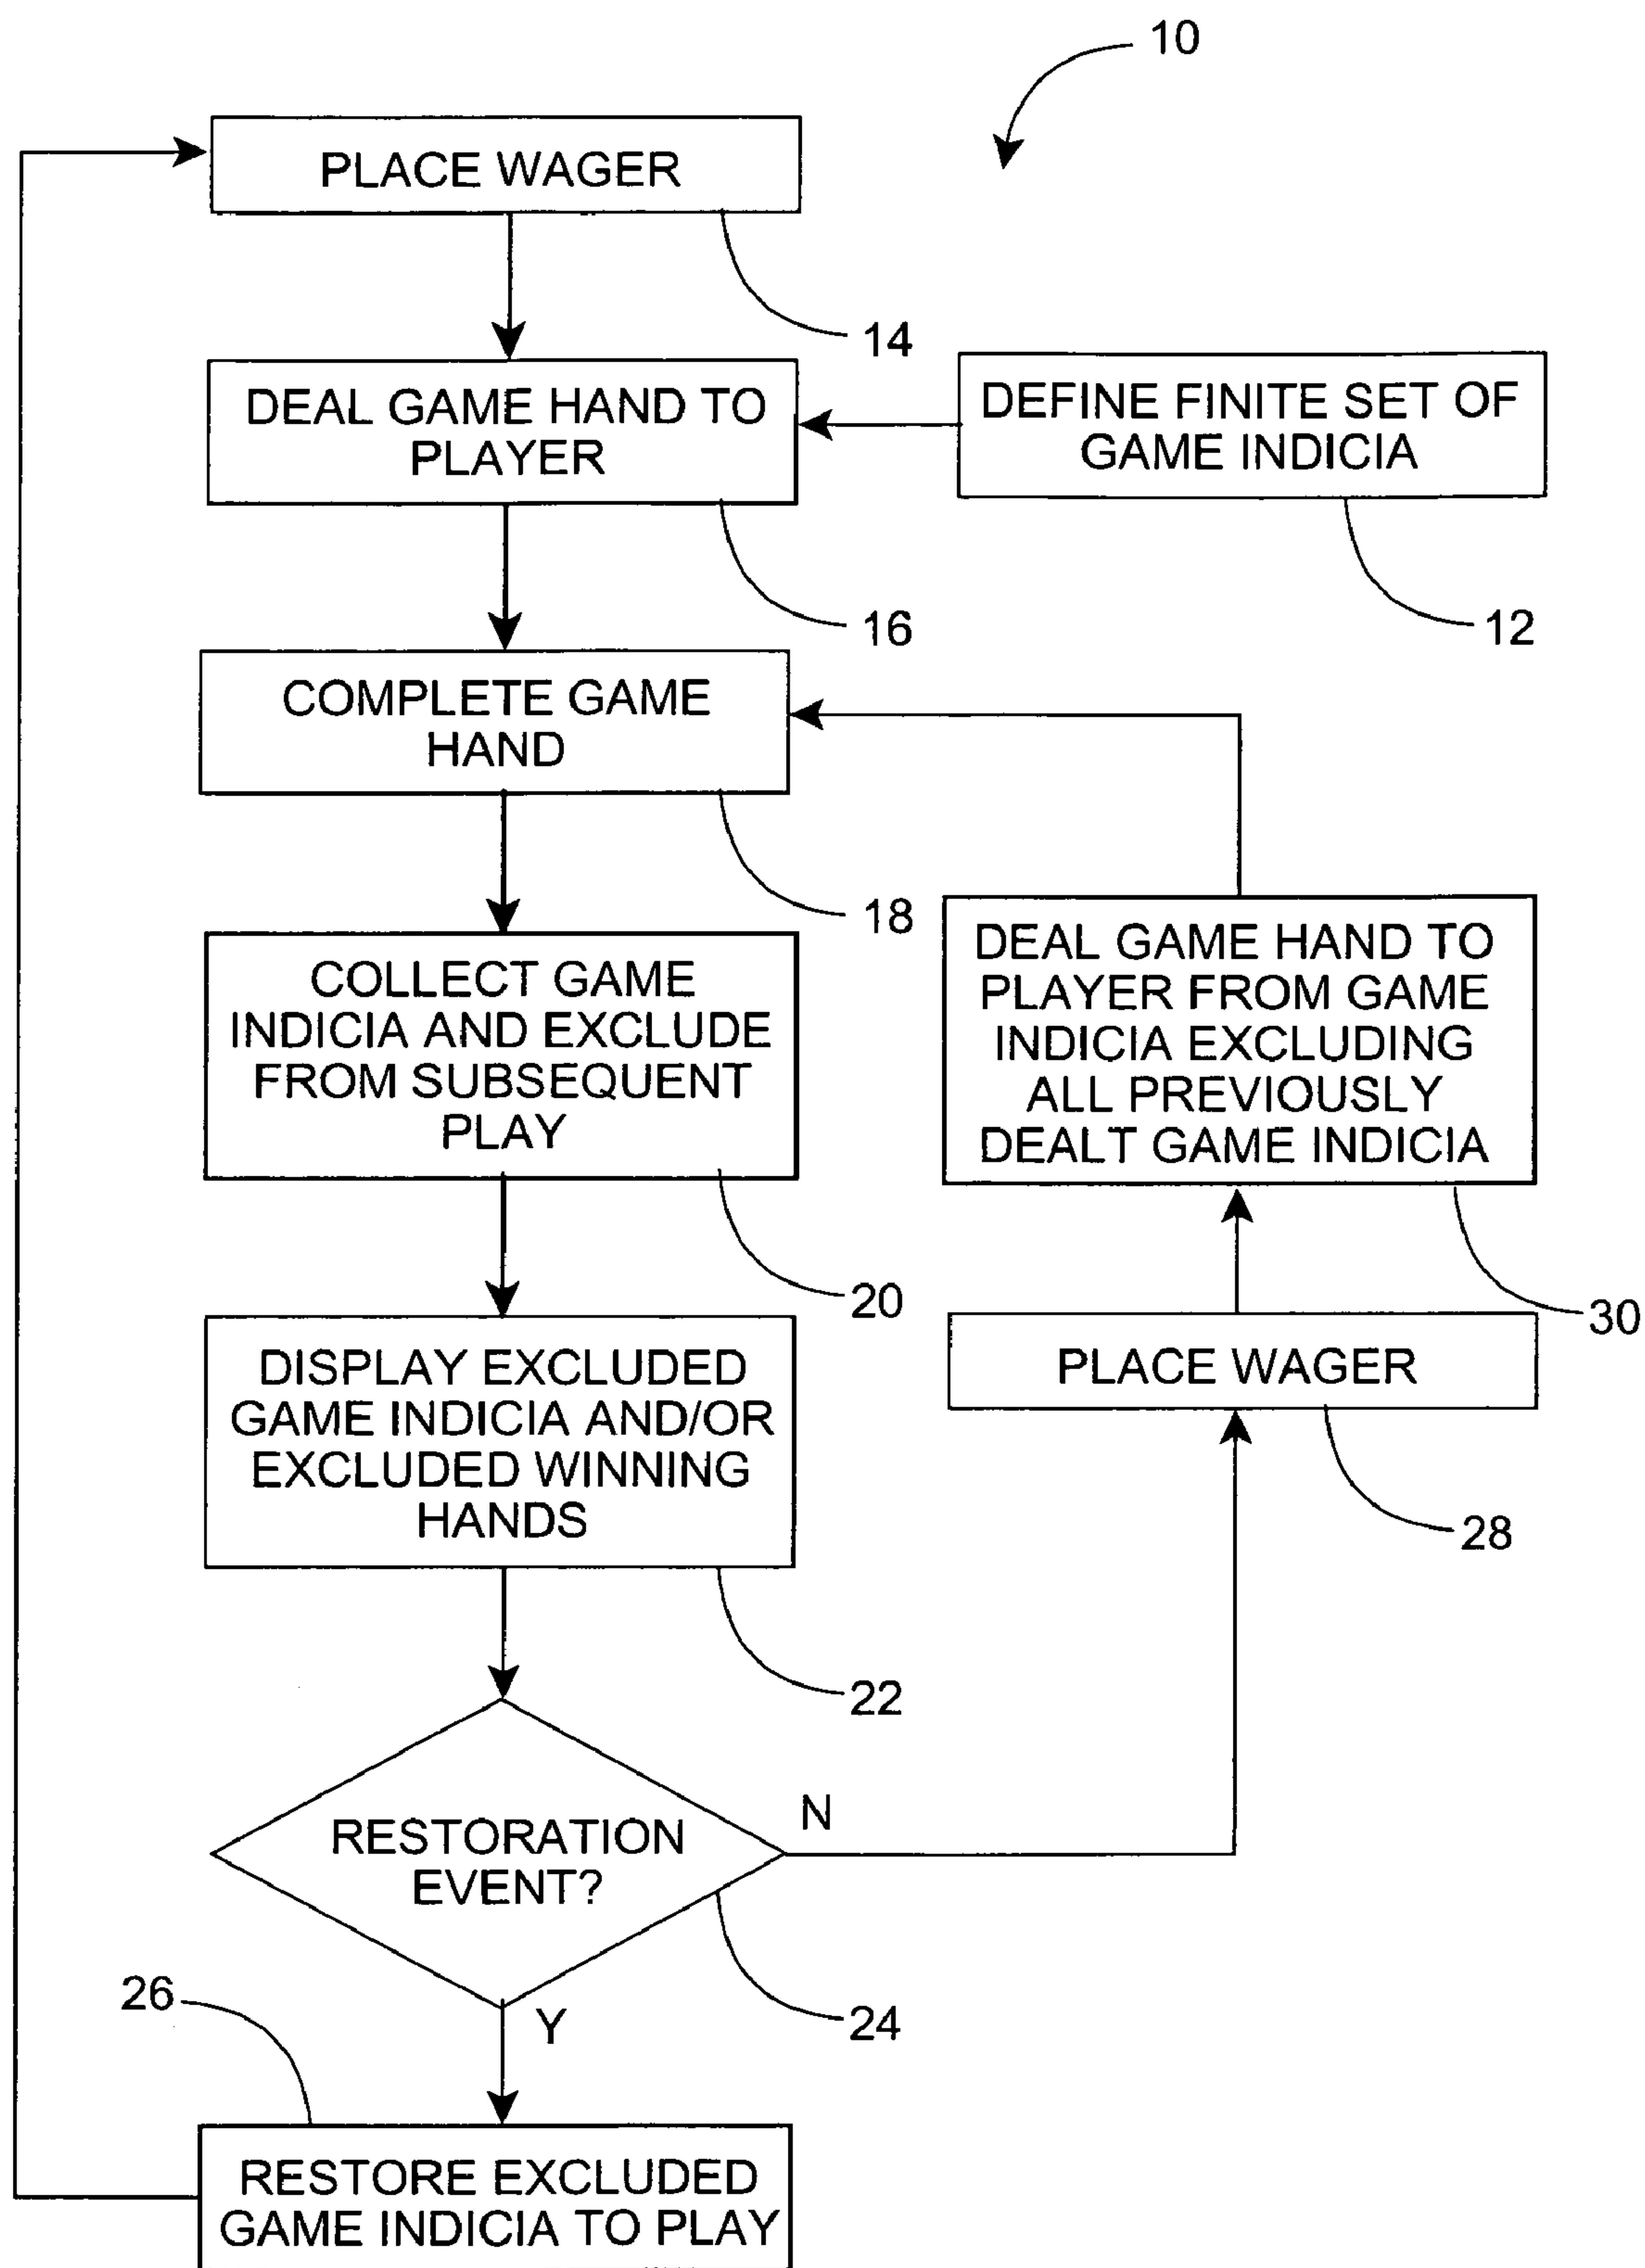 10
PLACE WAGER
14
DEAL GAME HAND TO
PLAYER
16
DEFINE FINITE SET OF
GAME INDICIA
12
COMPLETE GAME
HAND
18
COLLECT GAME
INDICIA AND EXCLUDE
FROM SUBSEQUENT
PLAY
20
DEAL GAME HAND TO
PLAYER FROM GAME
INDICIA EXCLUDING
ALL PREVIOUSLY
DEALT GAME INDICIA
30
DISPLAY EXCLUDED
GAME INDICIA AND/OR
EXCLUDED WINNING
HANDS
22
PLACE WAGER
28
RESTORATION
EVENT?
N
24
Y
26
RESTORE EXCLUDED
GAME INDICIA TO PLAY